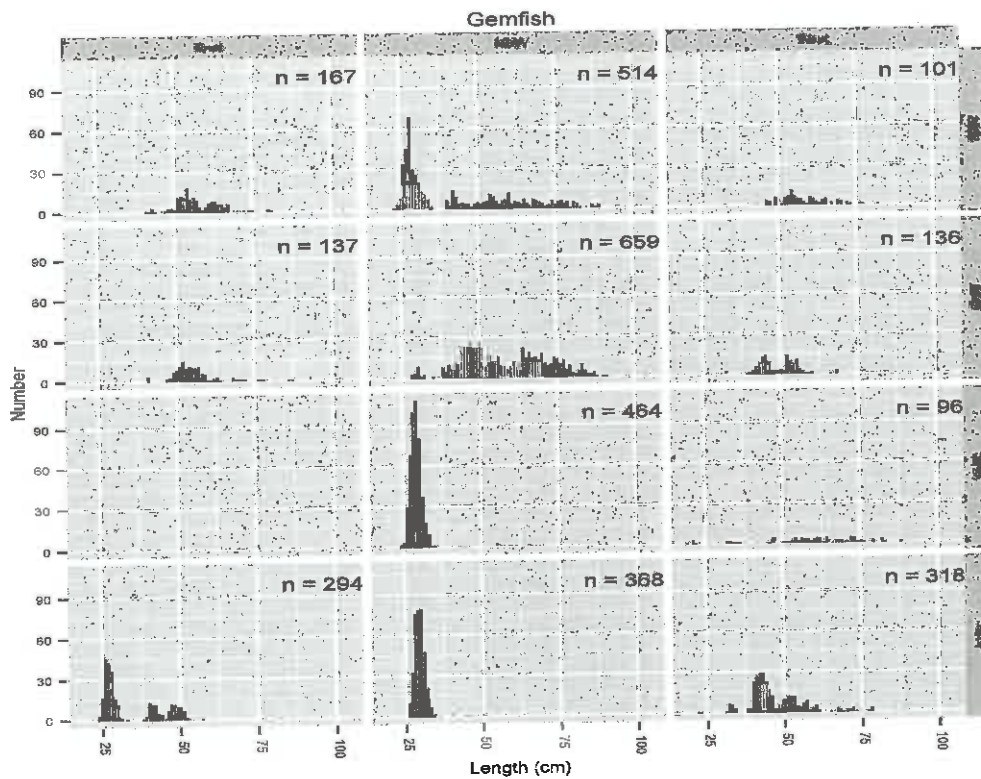 Gemfish
NSW
n = 167
n = 514
n = 101
90
60
30
0
n = 137
n = 659
n = 136
90
60
30
0
n = 464
n = 96
90
60
30
0
n = 294
n = 368
n = 318
90
60
30
0
Number
25 50 75 100 25 50 75 100 25 50 75 100
Length (cm)